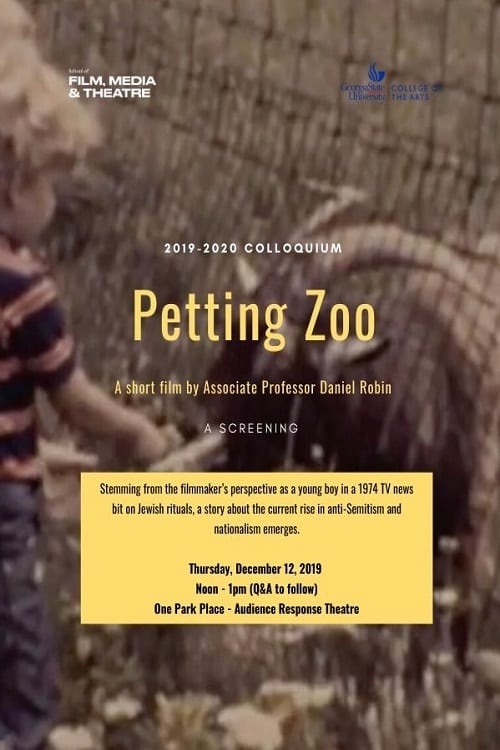 School of
FILM, MEDIA
& THEATRE
GeorgiaState
University
COLLEGE OF
THE ARTS
2019-2020 COLLOQUIUM
Petting Zoo
A short film by Associate Professor Daniel Robin
A SCREENING
Stemming from the filmmaker's perspective as a young boy in a 1974 TV news
bit on Jewish rituals, a story about the current rise in anti-Semitism and
nationalism emerges.
Thursday, December 12, 2019
Noon - 1pm (Q&A to follow)
One Park Place - Audience Response Theatre